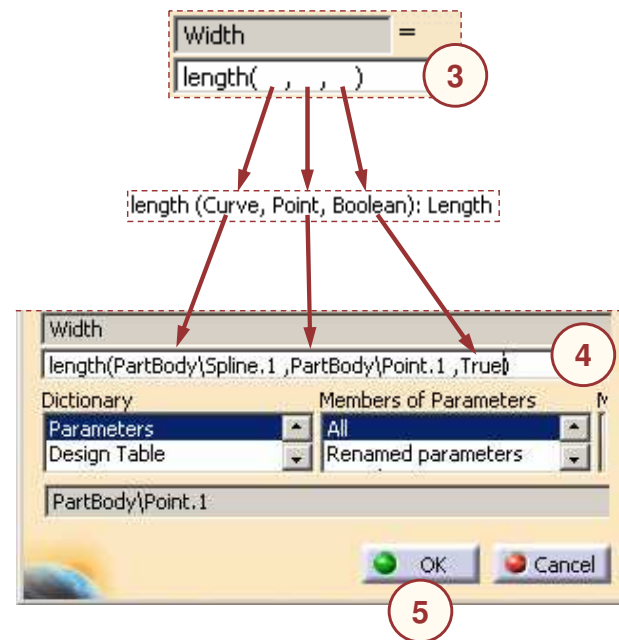 Width =
length( , , )
3
length (Curve, Point, Boolean): Length
Width
length(PartBody\Spline.1 ,PartBody\Point.1 ,True)
4
Dictionary Members of Parameters
Parameters All
Design Table Renamed parameters
PartBody\Point.1
OK Cancel
5